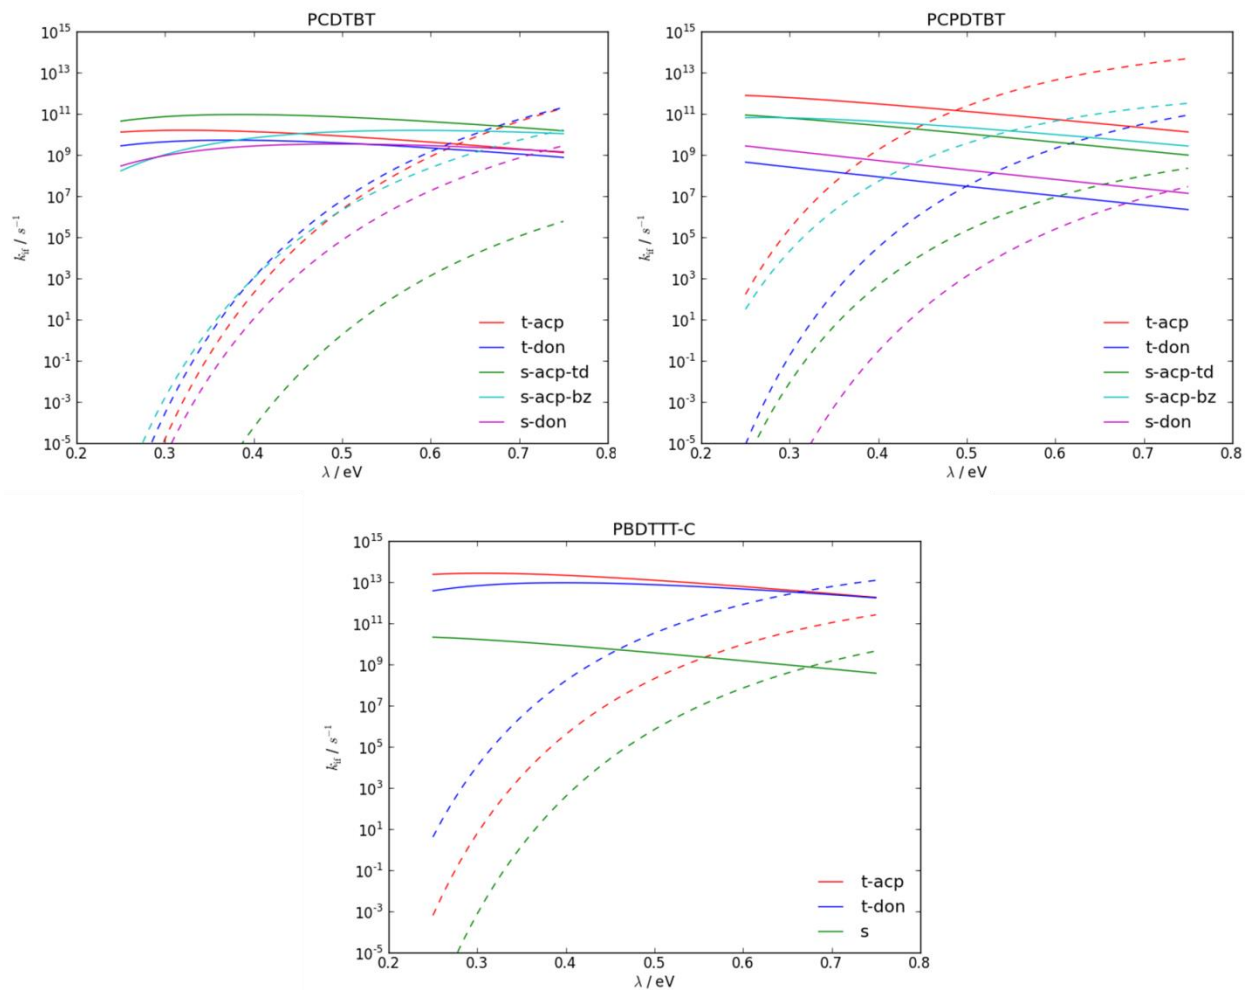 PCDTBT
10^15
10^13
10^11
10^9
10^7
10^5
10^3
10^1
10^-1
10^-3
10^-5
k_if / s^-1
t-acp
t-don
s-acp-td
s-acp-bz
s-don
0.2 0.3 0.4 0.5 0.6 0.7 0.8
λ / eV
PCPDTBT
10^15
10^13
10^11
10^9
10^7
10^5
10^3
10^1
10^-1
10^-3
10^-5
k_if / s^-1
t-acp
t-don
s-acp-td
s-acp-bz
s-don
0.2 0.3 0.4 0.5 0.6 0.7 0.8
λ / eV
PBDTTT-C
10^15
10^13
10^11
10^9
10^7
10^5
10^3
10^1
10^-1
10^-3
10^-5
k_if / s^-1
t-acp
t-don
s
0.2 0.3 0.4 0.5 0.6 0.7 0.8
λ / eV